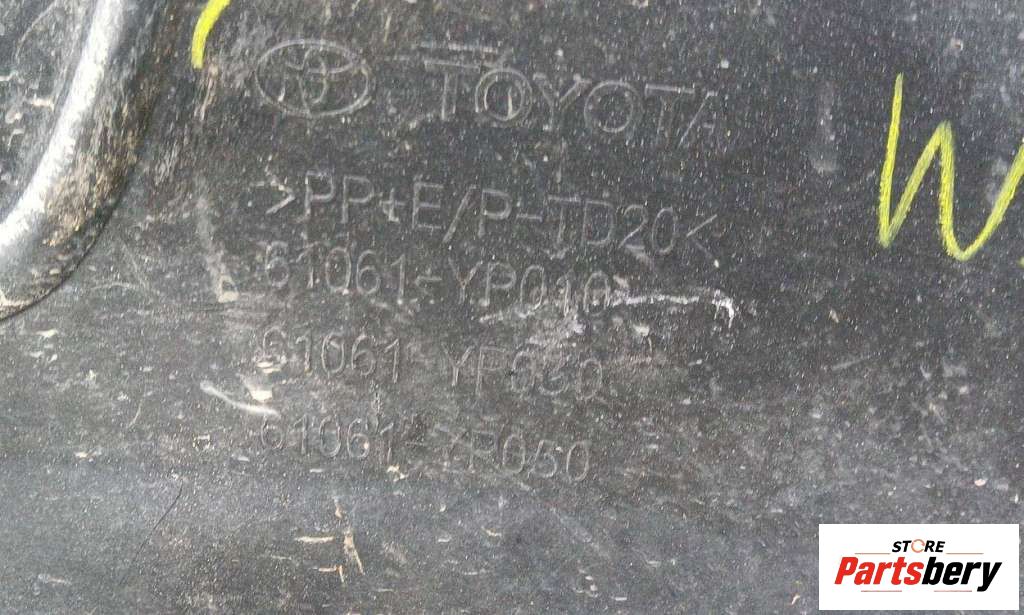 TOYOTA
>PP+E/P-TD20<
61061-YP010
61061-YP030
61061-YP050
W
STORE
Partsbery